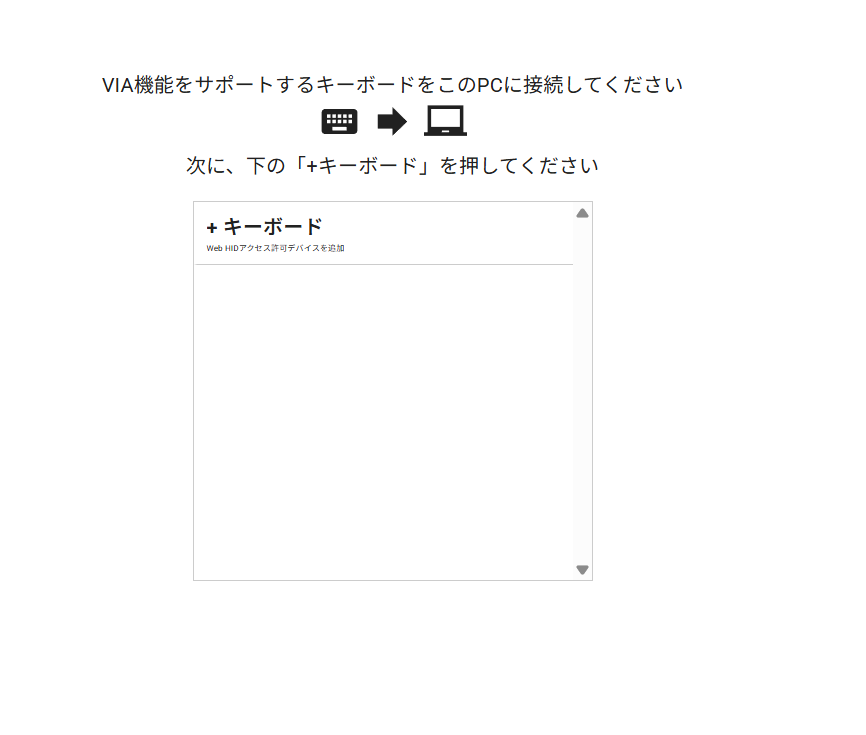 VIA機能をサポートするキーボードをこのPCに接続してください
次に、下の「+キーボード」を押してください
+ キーボード
Web HIDアクセス許可デバイスを追加